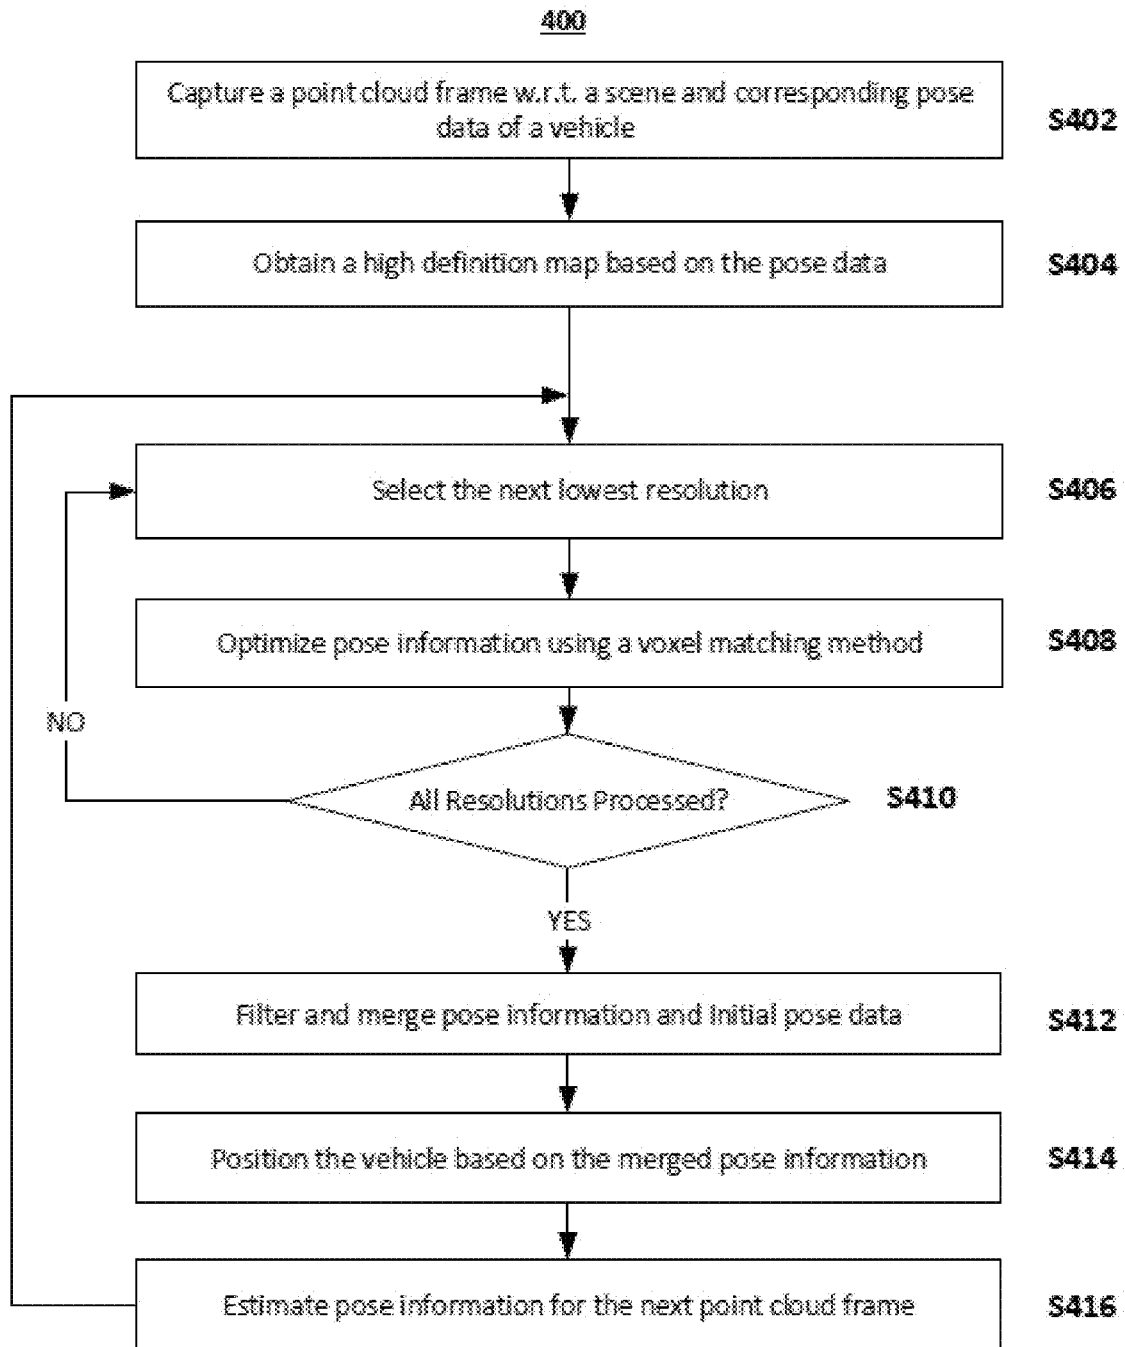 400
Capture a point cloud frame w.r.t. a scene and corresponding pose
data of a vehicle
S402
Obtain a high definition map based on the pose data
S404
Select the next lowest resolution
S406
Optimize pose information using a voxel matching method
S408
NO
All Resolutions Processed?
S410
YES
Filter and merge pose information and Initial pose data
S412
Position the vehicle based on the merged pose information
S414
Estimate pose information for the next point cloud frame
S416